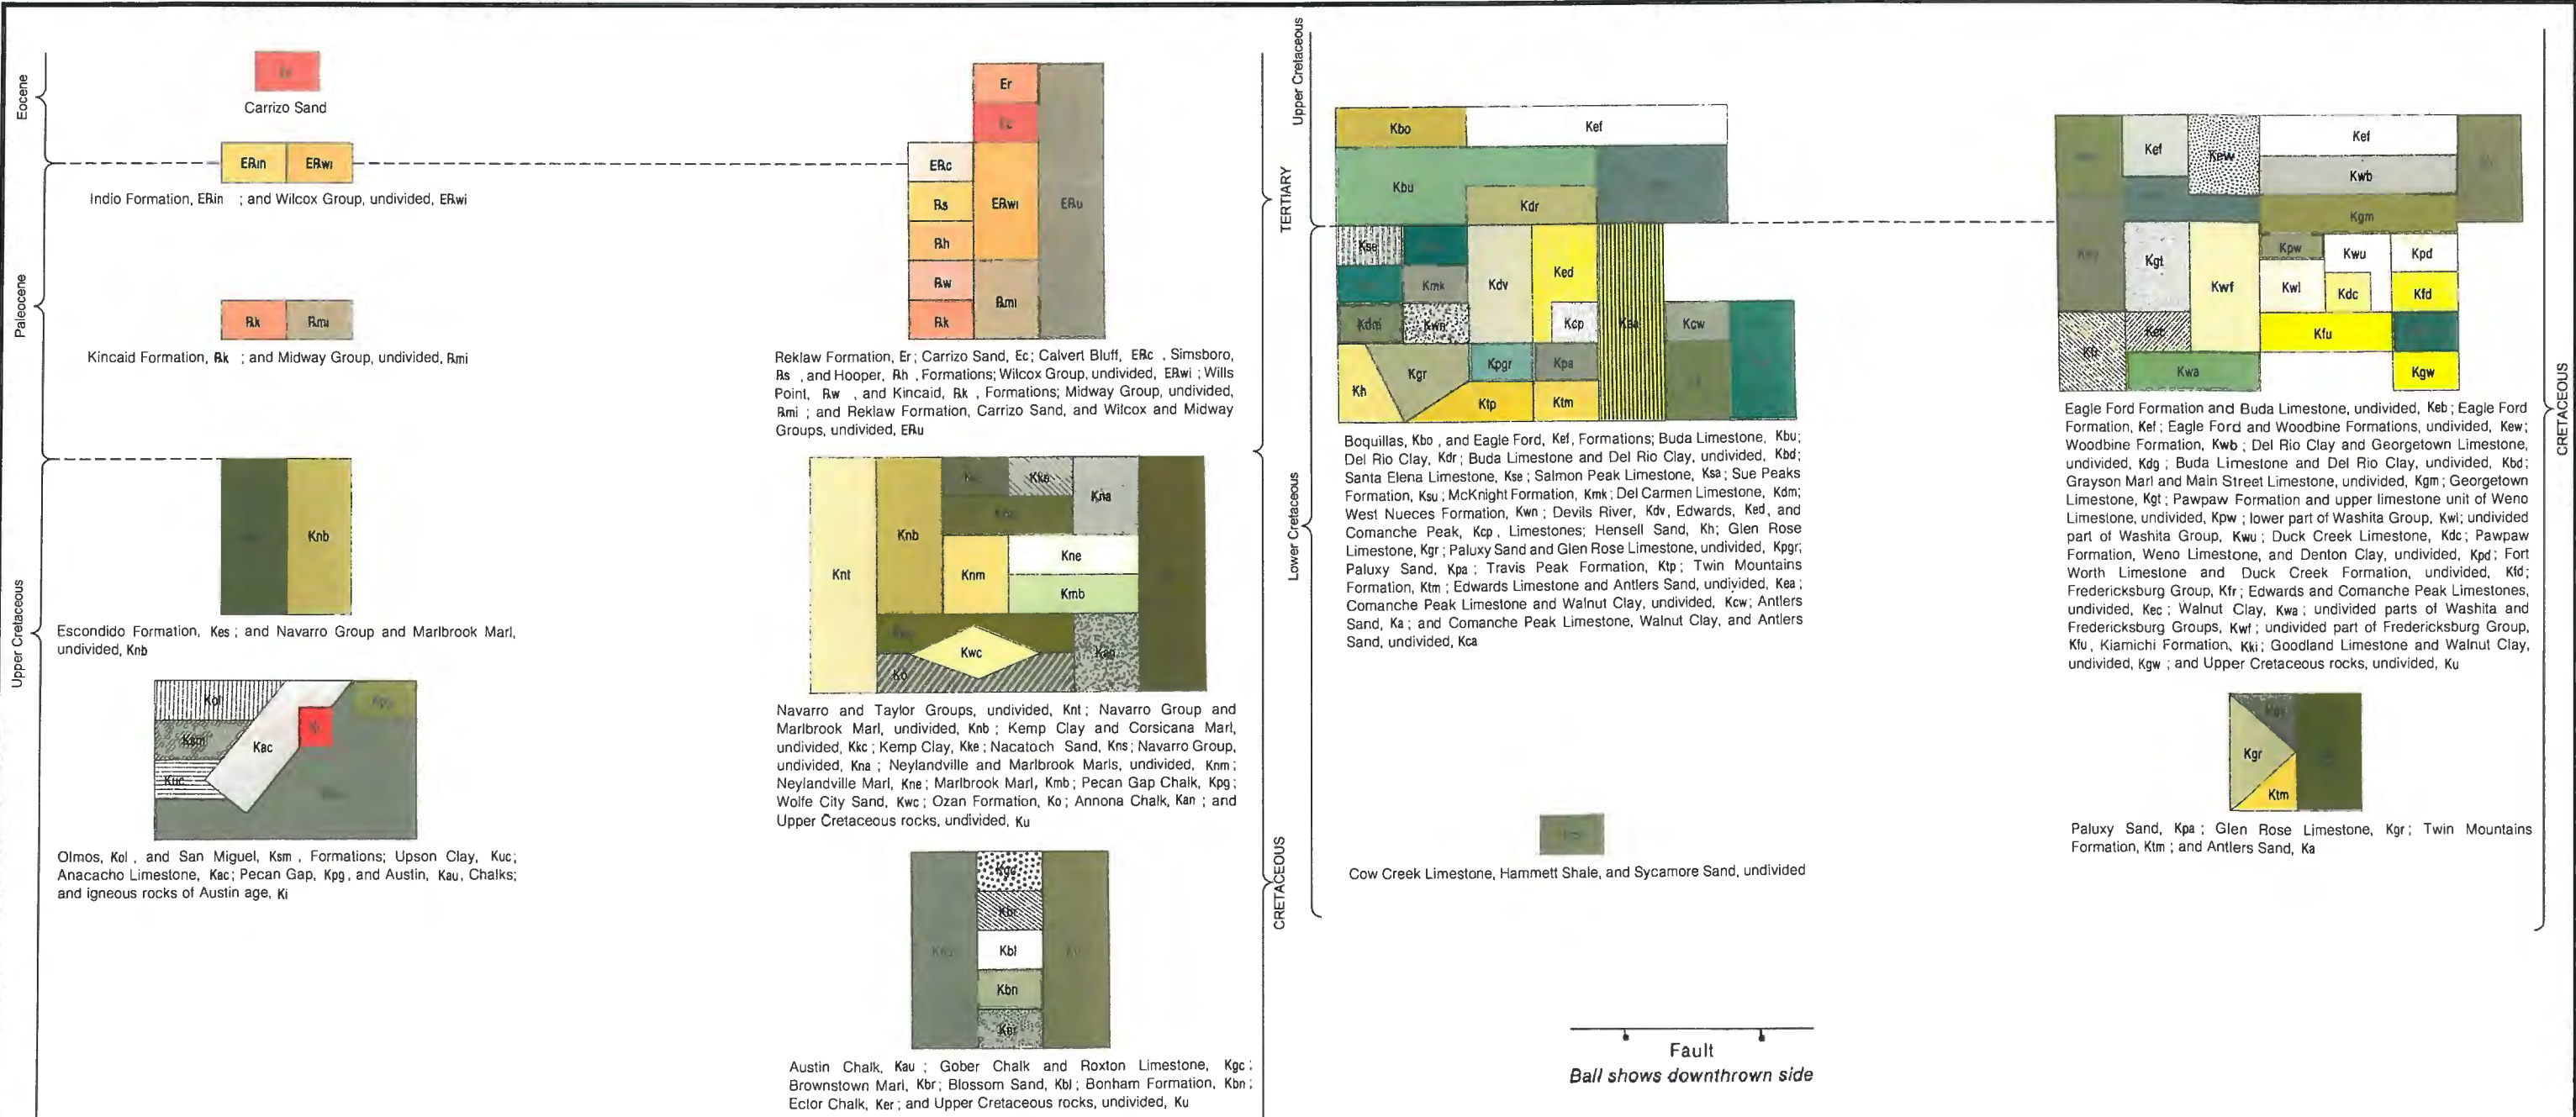 Eocene
Paleocene
Upper Cretaceous
Carrizo Sand
ERin
ERwi
Indio Formation, ERin ; and Wilcox Group, undivided, ERwi
Rk
Rmi
Kincaid Formation, Rk ; and Midway Group, undivided, Rmi
Knb
Escondido Formation, Kes ; and Navarro Group and Marlbrook Marl,
undivided, Knb
Kol
Ksm
Kac
Kuc
Olmos, Kol , and San Miguel, Ksm , Formations; Upson Clay, Kuc;
Anacacho Limestone, Kac; Pecan Gap, Kpg, and Austin, Kau, Chalks;
and igneous rocks of Austin age, Ki
Er
Ec
ERc
Rs
ERwi
ERu
Rh
Rw
Rmi
Rk
Reklaw Formation, Er ; Carrizo Sand, Ec; Calvert Bluff, ERc , Simsboro,
Rs , and Hooper, Rh , Formations; Wilcox Group, undivided, ERwi ; Wills
Point, Rw , and Kincaid, Rk , Formations; Midway Group, undivided,
Rmi ; and Reklaw Formation, Carrizo Sand, and Wilcox and Midway
Groups, undivided, ERu
Kke
Kna
Knt
Knb
Knm
Kne
Kmb
Kwc
Ko
Kan
Navarro and Taylor Groups, undivided, Knt ; Navarro Group and
Marlbrook Marl, undivided, Knb ; Kemp Clay and Corsicana Marl,
undivided, Kkc ; Kemp Clay, Kke ; Nacatoch Sand, Kns ; Navarro Group,
undivided, Kna ; Neylandville and Marlbrook Marls, undivided, Knm ;
Neylandville Marl, Kne ; Marlbrook Marl, Kmb ; Pecan Gap Chalk, Kpg ;
Wolfe City Sand, Kwc ; Ozan Formation, Ko ; Annona Chalk, Kan ; and
Upper Cretaceous rocks, undivided, Ku
Kgc
Kbr
Kbl
Kbn
Ker
Austin Chalk, Kau ; Gober Chalk and Roxton Limestone, Kgc ;
Brownstown Marl, Kbr ; Blossom Sand, Kbl ; Bonham Formation, Kbn ;
Ector Chalk, Ker ; and Upper Cretaceous rocks, undivided, Ku
TERTIARY
CRETACEOUS
Upper Cretaceous
Lower Cretaceous
Kbo
Kef
Kbu
Kdr
Kse
Kmk
Kdv
Ked
Kdm
Kwn
Kcp
Ksa
Kcw
Kh
Kgr
Kpgr
Kpa
Ktp
Ktm
Boquillas, Kbo , and Eagle Ford, Kef, Formations; Buda Limestone, Kbu;
Del Rio Clay, Kdr ; Buda Limestone and Del Rio Clay, undivided, Kbd;
Santa Elena Limestone, Kse ; Salmon Peak Limestone, Ksa ; Sue Peaks
Formation, Ksu ; McKnight Formation, Kmk ; Del Carmen Limestone, Kdm;
West Nueces Formation, Kwn ; Devils River, Kdv, Edwards, Ked, and
Comanche Peak, Kcp , Limestones; Hensell Sand, Kh; Glen Rose
Limestone, Kgr ; Paluxy Sand and Glen Rose Limestone, undivided, Kpgr;
Paluxy Sand, Kpa ; Travis Peak Formation, Ktp ; Twin Mountains
Formation, Ktm ; Edwards Limestone and Antlers Sand, undivided, Kea ;
Comanche Peak Limestone and Walnut Clay, undivided, Kcw; Antlers
Sand, Ka ; and Comanche Peak Limestone, Walnut Clay, and Antlers
Sand, undivided, Kca
Cow Creek Limestone, Hammett Shale, and Sycamore Sand, undivided
Fault
Ball shows downthrown side
Kef
Kew
Kef
Kwb
Kgm
Kgt
Kwf
Kpw
Kwu
Kpd
Kwl
Kdc
Kfd
Kfr
Kec
Kfu
Kwa
Kgw
Eagle Ford Formation and Buda Limestone, undivided, Keb ; Eagle Ford
Formation, Kef ; Eagle Ford and Woodbine Formations, undivided, Kew;
Woodbine Formation, Kwb ; Del Rio Clay and Georgetown Limestone,
undivided, Kdg ; Buda Limestone and Del Rio Clay, undivided, Kbd;
Grayson Marl and Main Street Limestone, undivided, Kgm ; Georgetown
Limestone, Kgt ; Pawpaw Formation and upper limestone unit of Weno
Limestone, undivided, Kpw ; lower part of Washita Group, Kwl; undivided
part of Washita Group, Kwu ; Duck Creek Limestone, Kdc ; Pawpaw
Formation, Weno Limestone, and Denton Clay, undivided, Kpd ; Fort
Worth Limestone and Duck Creek Formation, undivided, Kfd;
Fredericksburg Group, Kfr ; Edwards and Comanche Peak Limestones,
undivided, Kec ; Walnut Clay, Kwa ; undivided parts of Washita and
Fredericksburg Groups, Kwf ; undivided part of Fredericksburg Group,
Kfu, Kiamichi Formation, Kki ; Goodland Limestone and Walnut Clay,
undivided, Kgw ; and Upper Cretaceous rocks, undivided, Ku
Kgr
Ktm
Paluxy Sand, Kpa ; Glen Rose Limestone, Kgr ; Twin Mountains
Formation, Ktm ; and Antlers Sand, Ka
CRETACEOUS